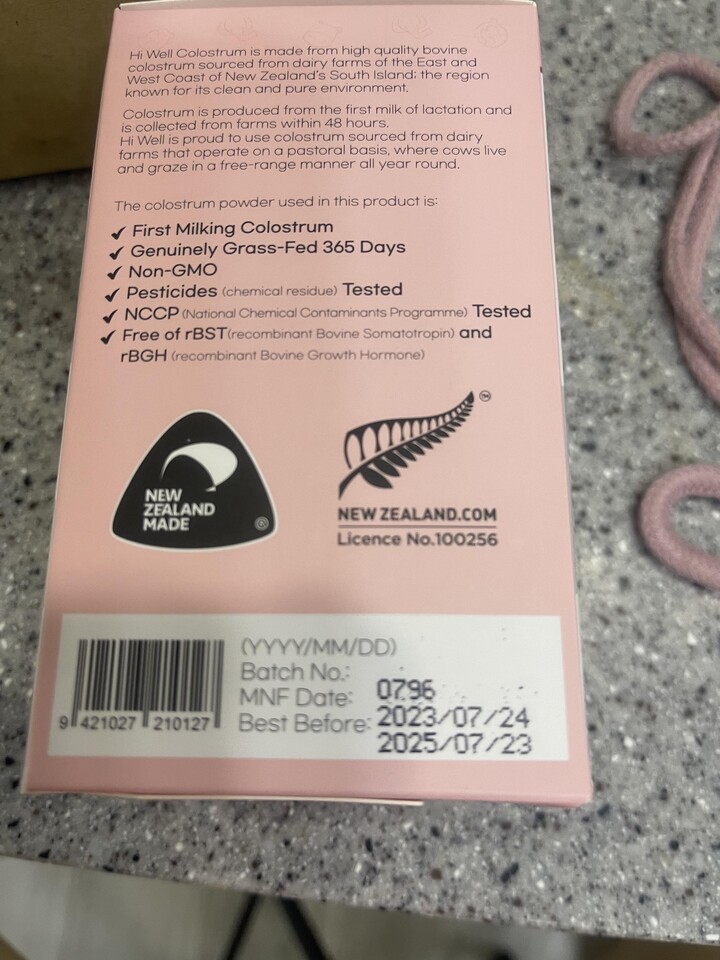 Hi Well Colostrum is made from high quality bovine
colostrum sourced from dairy farms of the East and
West Coast of New Zealand's South Island; the region
known for its clean and pure environment.
Colostrum is produced from the first milk of lactation and
is collected from farms within 48 hours.
Hi Well is proud to use colostrum sourced from dairy
farms that operate on a pastoral basis, where cows live
and graze in a free-range manner all year round.
The colostrum powder used in this product is:
✓ First Milking Colostrum
✓ Genuinely Grass-Fed 365 Days
✓ Non-GMO
✓ Pesticides (chemical residue) Tested
✓ NCCP (National Chemical Contaminants Programme) Tested
✓ Free of rBST(recombinant Bovine Somatotropin) and
rBGH (recombinant Bovine Growth Hormone)
TM
NEW
ZEALAND
MADE
®
NEW ZEALAND.COM
Licence No.100256
(YYYY/MM/DD)
Batch No.: 0796
MNF Date: 2023/07/24
Best Before: 2025/07/23
9 421027 210127